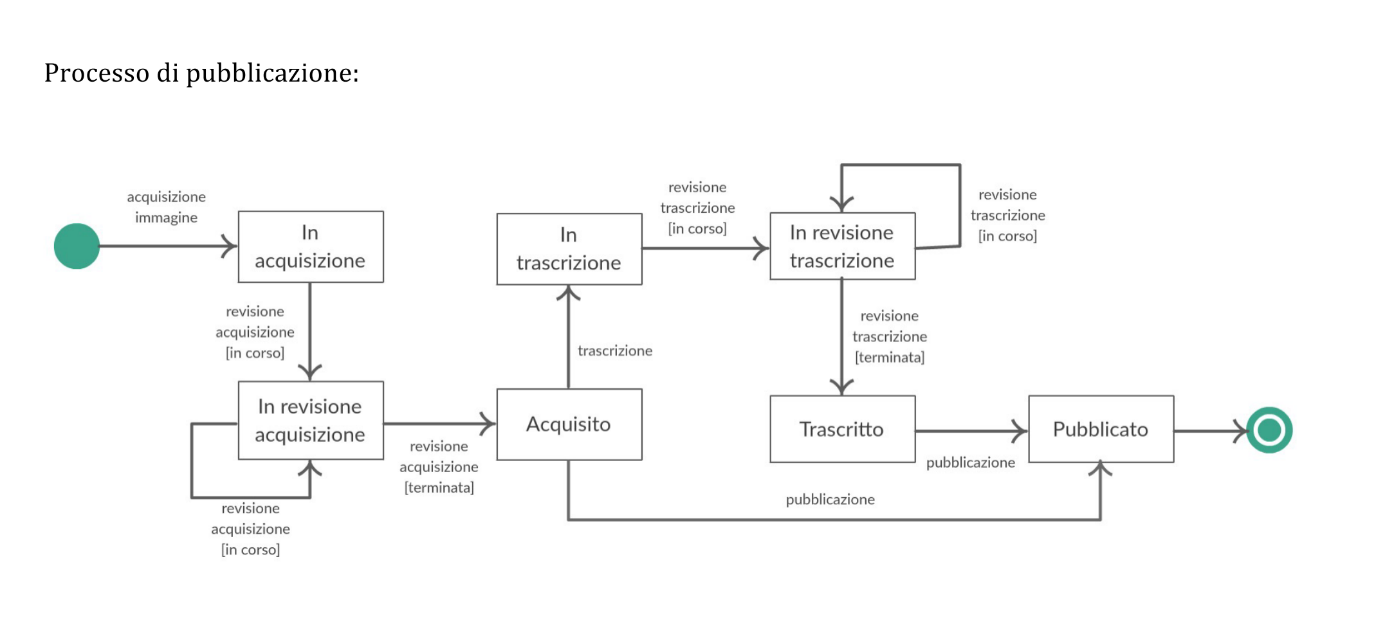 Processo di pubblicazione:
acquisizione
immagine
In
acquisizione
revisione
acquisizione
[in corso]
In revisione
acquisizione
revisione
acquisizione
[in corso]
revisione
acquisizione
[terminata]
Acquisito
trascrizione
In
trascrizione
revisione
trascrizione
[in corso]
In revisione
trascrizione
revisione
trascrizione
[in corso]
revisione
trascrizione
[terminata]
Trascritto
pubblicazione
pubblicazione
Pubblicato